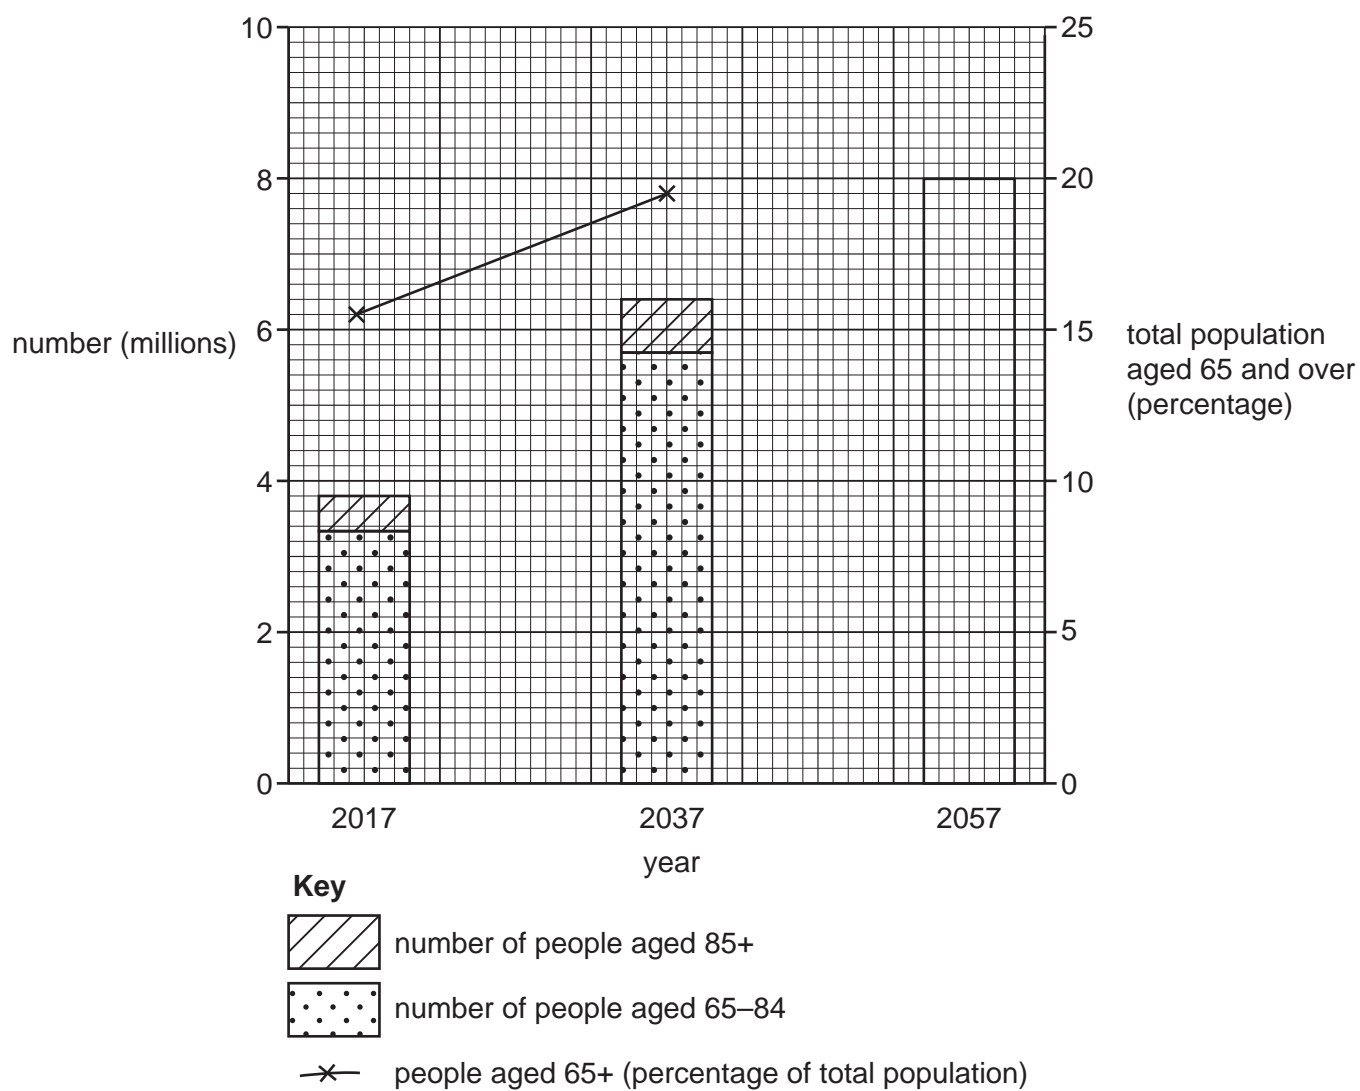 10
8
6
4
2
0
number (millions)
25
20
15
10
5
0
total population
aged 65 and over
(percentage)
2017
2037
2057
year
Key
number of people aged 85+
number of people aged 65–84
people aged 65+ (percentage of total population)